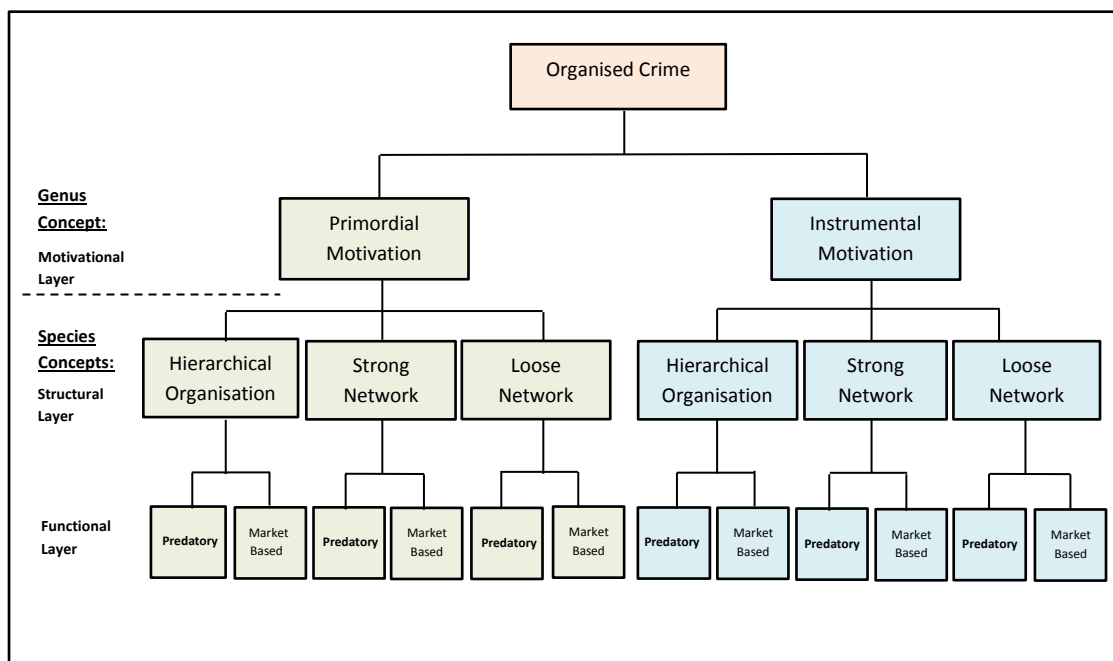 Organised Crime
Genus
Concept:
Motivational
Layer
Primordial
Motivation
Instrumental
Motivation
Species
Concepts:
Structural
Layer
Hierarchical
Organisation
Strong
Network
Loose
Network
Hierarchical
Organisation
Strong
Network
Loose
Network
Functional
Layer
Predatory
Market
Based
Predatory
Market
Based
Predatory
Market
Based
Predatory
Market
Based
Predatory
Market
Based
Predatory
Market
Based